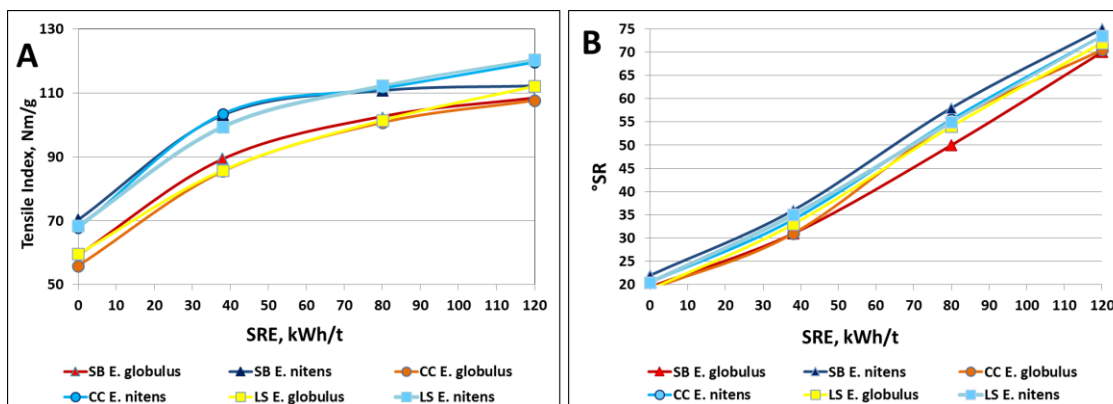 A
Tensile Index, Nm/g
130
110
90
70
50
0 10 20 30 40 50 60 70 80 90 100 110 120
SRE, kWh/t
SB E. globulus SB E. nitens CC E. globulus
CC E. nitens LS E. globulus LS E. nitens
B
°SR
75
70
65
60
55
50
45
40
35
30
25
20
0 10 20 30 40 50 60 70 80 90 100 110 120
SRE, kWh/t
SB E. globulus SB E. nitens CC E. globulus
CC E. nitens LS E. globulus LS E. nitens